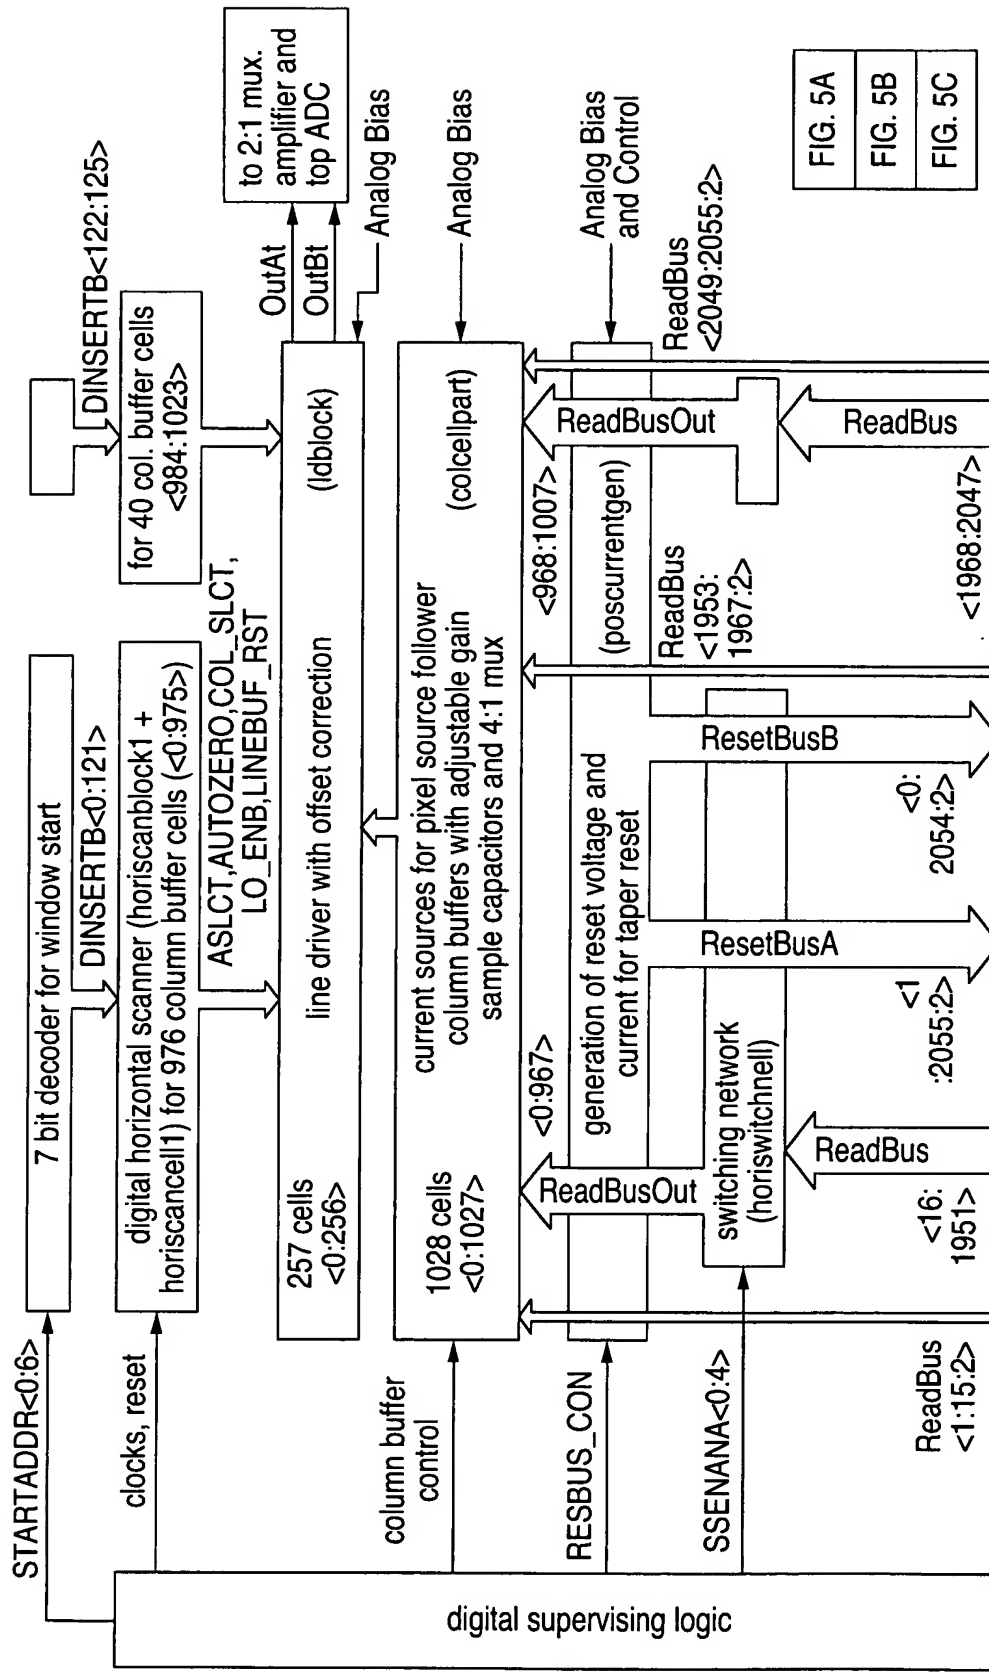 STARTADDR<0:6>
7 bit decoder for window start
DINSERTB<0:121>
DINSERTB<122:125>
clocks, reset
digital horizontal scanner (horiscanblock1 +
horiscancell1) for 976 column buffer cells (<0:975>)
for 40 col. buffer cells
<984:1023>
to 2:1 mux.
amplifier and
top ADC
ASLCT,AUTOZERO,COL_SLCT,
LO_ENB,LINEBUF_RST
OutAt
OutBt
257 cells
<0:256>
line driver with offset correction
(ldblock)
Analog Bias
column buffer
control
1028 cells
<0:1027>
current sources for pixel source follower
column buffers with adjustable gain
sample capacitors and 4:1 mux
(colcellpart)
Analog Bias
<0:967>
<968:1007>
RESBUS_CON
generation of reset voltage and
current for taper reset
(poscurrentgen)
Analog Bias
and Control
ReadBusOut
ReadBusOut
ReadBus
<1953:
1967:2>
ReadBus
<2049:2055:2>
SSENANA<0:4>
switching network
(horiswitchnell)
ResetBusA
ResetBusB
ReadBus
ReadBus
ReadBus
<1:15:2>
<16:
1951>
<1
:2055:2>
<0:
2054:2>
<1968:2047>
digital supervising logic
FIG. 5A
FIG. 5B
FIG. 5C